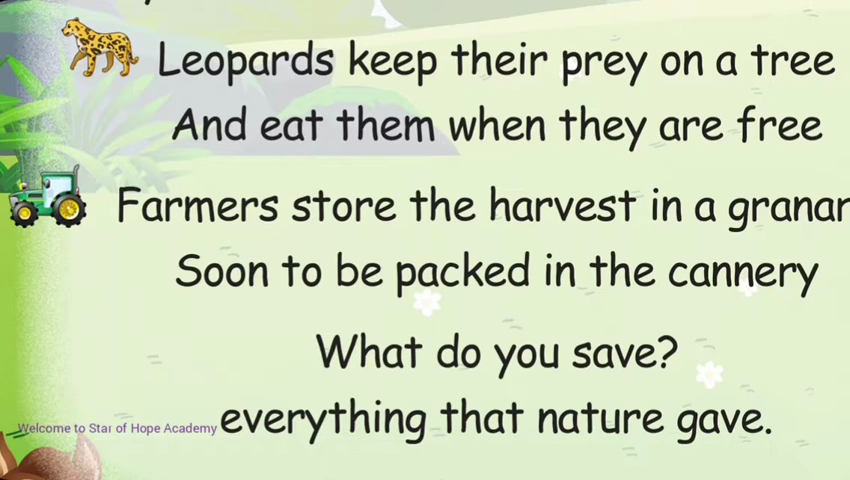 Leopards keep their prey on a tree
And eat them when they are free
Farmers store the harvest in a
Soon to be packed in the cannery
What do you save?
everything that nature gave.
Welcome to Star of Hope Academy